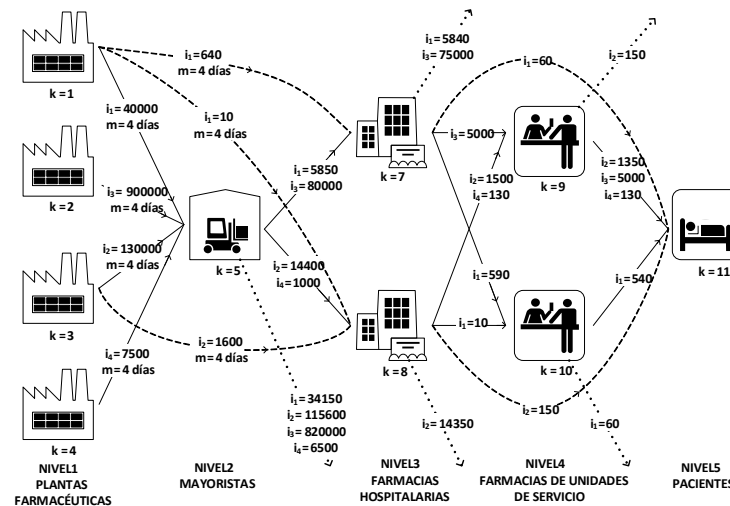 i₁=5840
i₃=75000
i₁=640
m= 4 días
i₁=60
i₂=150
k =1
i₁=10
m= 4 días
i₁= 40000
m= 4 días
i₃=5000
k =7
i₂=1500
i₄=130
k =9
i₂=1350
i₃=5000
i₄=130
k =2
i₃= 900000
m= 4 días
i₁=5850
i₃=80000
i₂= 130000
m= 4 días
k = 5
k =11
i₂=14400
i₄=1000
i₁=590
i₁=540
i₁=10
k =3
i₂=1600
m= 4 días
i₄=7500
m= 4 días
k = 8
k =10
i₂=150
i₁= 34150
i₂= 115600
i₃= 820000
i₄= 6500
i₂= 14350
i₁=60
k =4
NIVEL1
PLANTAS
FARMACÉUTICAS
NIVEL2
MAYORISTAS
NIVEL3
FARMACIAS
HOSPITALARIAS
NIVEL4
FARMACIAS DE UNIDADES
DE SERVICIO
NIVEL5
PACIENTES